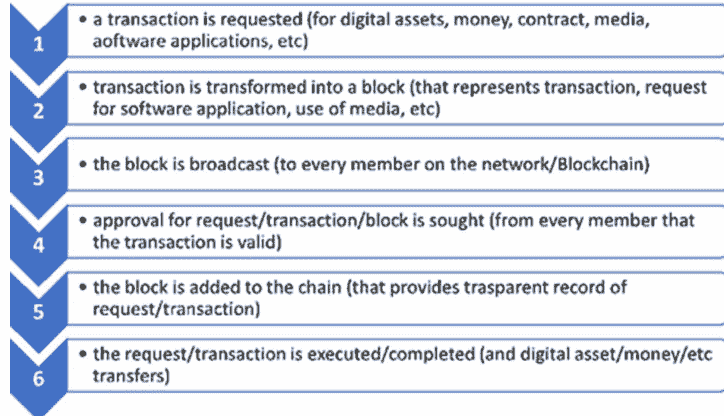 1
• a transaction is requested (for digital assets, money, contract, media,
aoftware applications, etc)
2
• transaction is transformed into a block (that represents transaction, request
for software application, use of media, etc)
3
• the block is broadcast (to every member on the network/Blockchain)
4
• approval for request/transaction/block is sought (from every member that
the transaction is valid)
5
• the block is added to the chain (that provides trasparent record of
request/transaction)
6
• the request/transaction is executed/completed (and digital asset/money/etc
transfers)